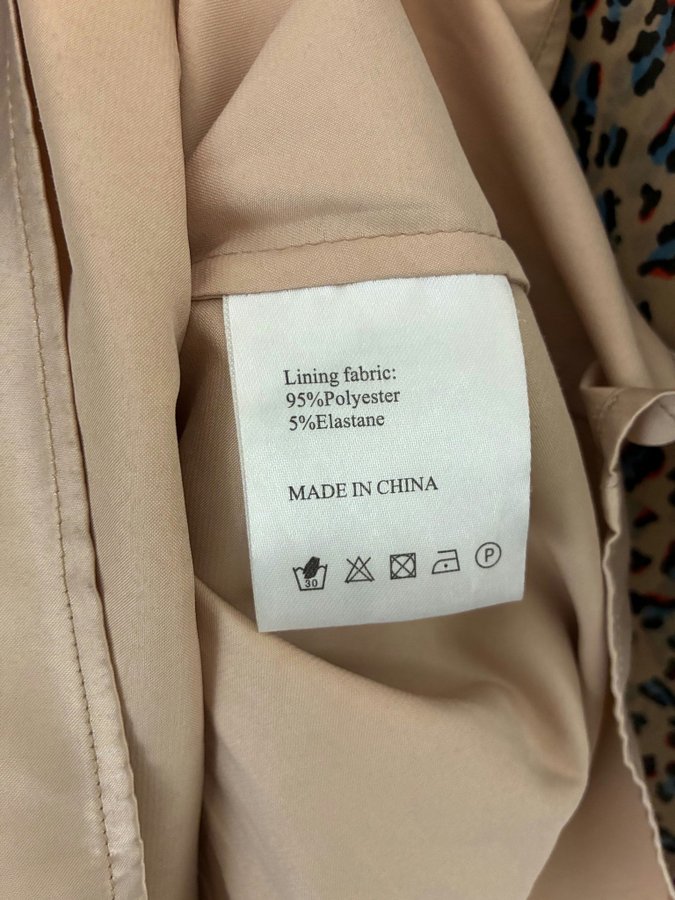 Lining fabric:
95%Polyester
5%Elastane
MADE IN CHINA
30 P